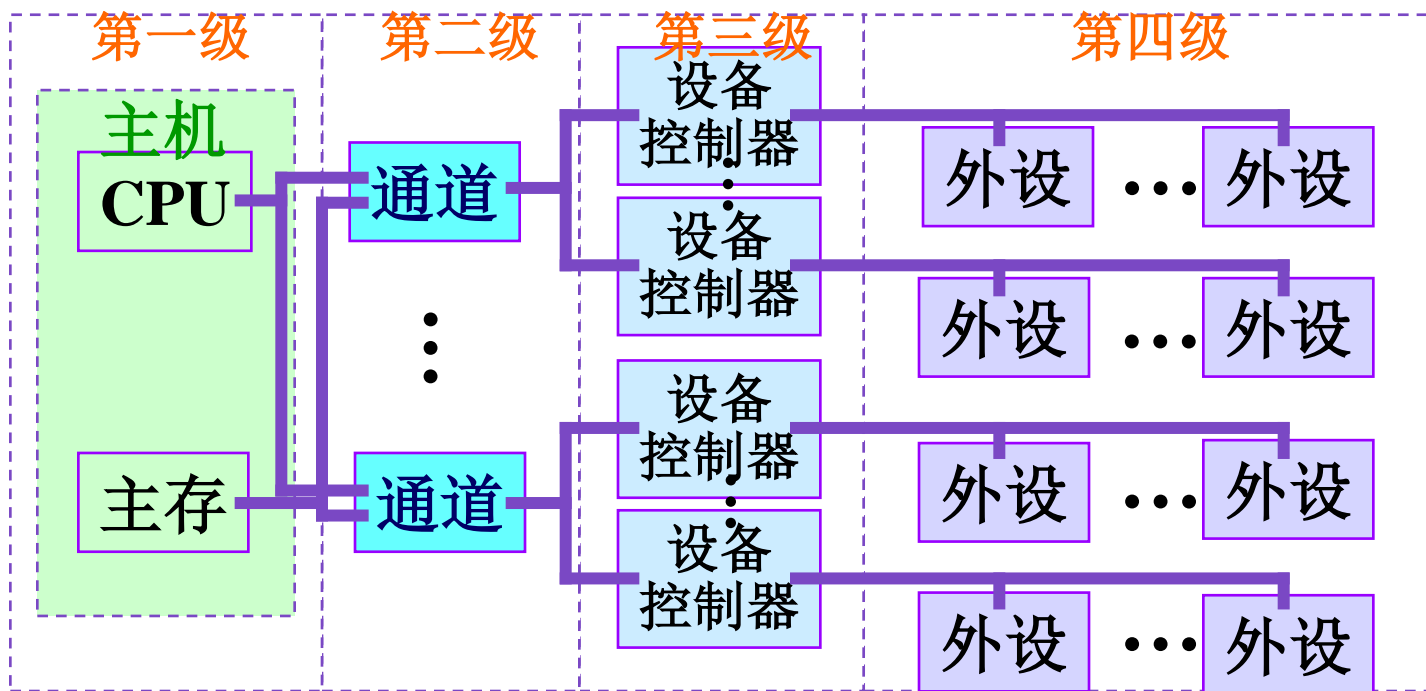 第一级
第二级
第三级
第四级
主机
CPU
主存
通道
通道
设备
控制器
设备
控制器
设备
控制器
设备
控制器
外设
外设
外设
外设
外设
外设
外设
外设